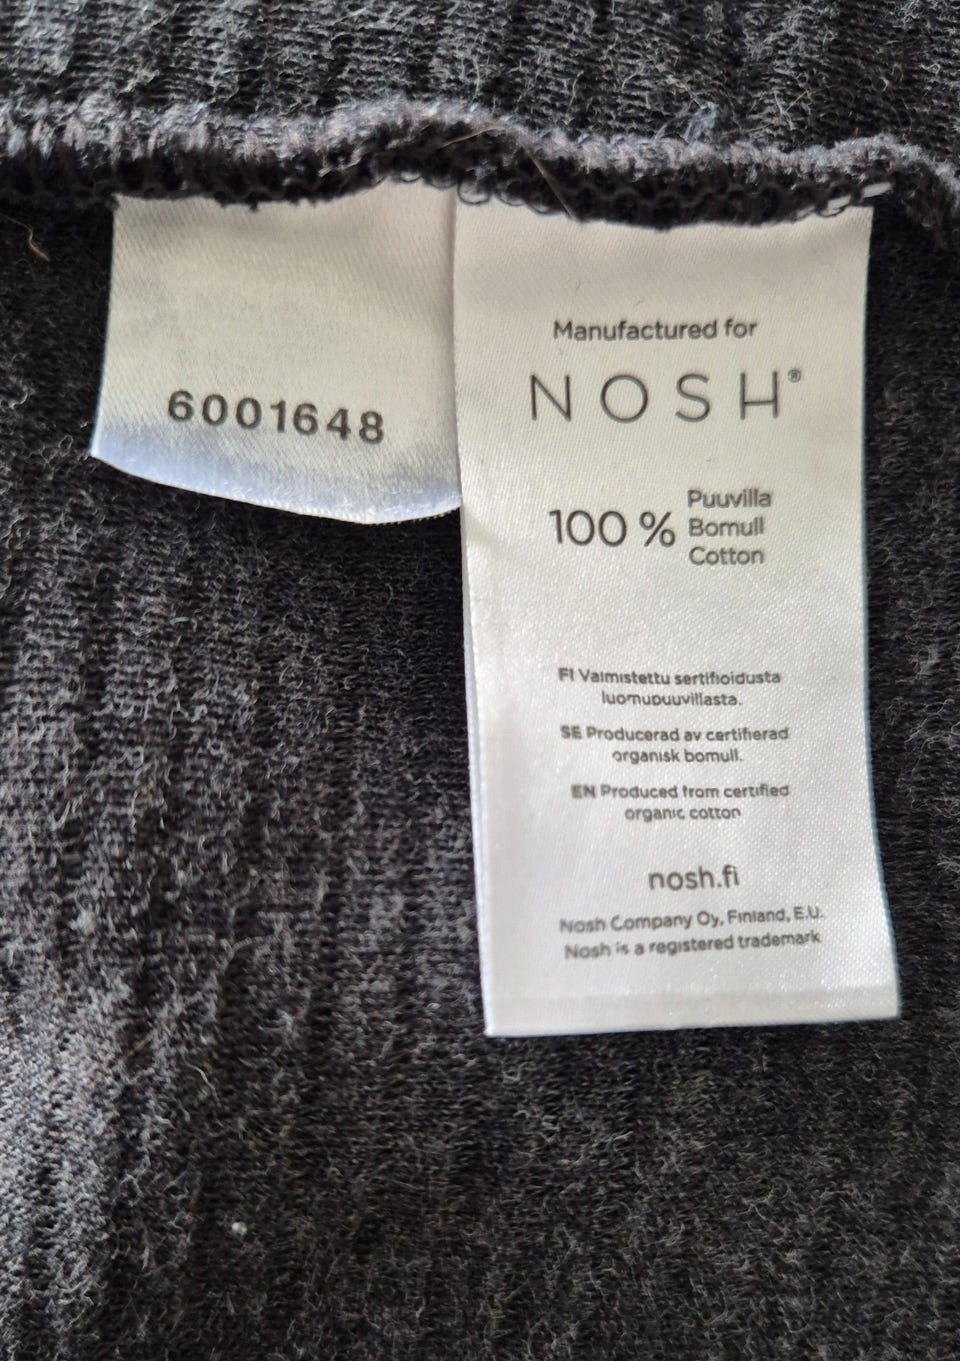 6001648
Manufactured for
NOSH®
100 %
Puuvilla
Bomull
Cotton
FI Valmistettu sertifioidusta
luomupuuvillasta.
SE Producerad av certifierad
organisk bomull.
EN Produced from certified
organic cotton
nosh.fi
Nosh Company Oy, Finland, E.U.
Nosh is a registered trademark